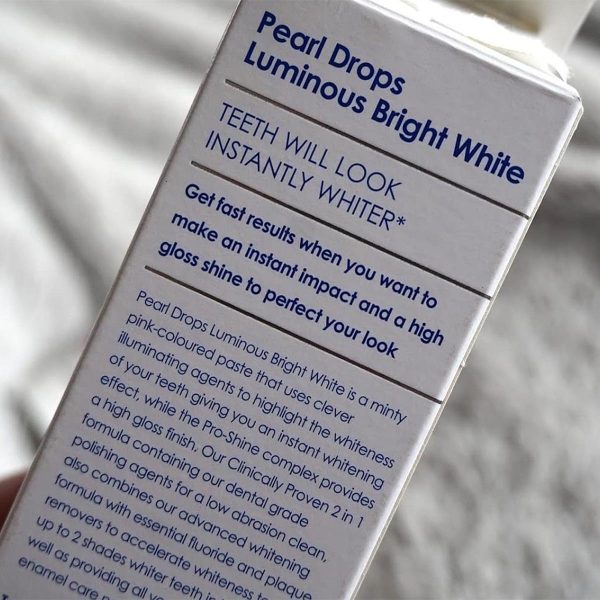 Pearl Drops
Luminous Bright White
TEETH WILL LOOK
INSTANTLY WHITER*
Get fast results when you want to
make an instant impact and a high
gloss shine to perfect your look
Pearl Drops Luminous Bright White is a minty
pink-coloured paste that uses clever
illuminating agents to highlight the whiteness
of your teeth giving you an instant whitening
effect, while the Pro-Shine complex provides
a high gloss finish. Our Clinically Proven 2 in 1
formula containing our dental grade
polishing agents for a low abrasion clean,
also combines our advanced whitening
formula with essential fluoride and plaque
removers to accelerate whiteness to
up to 2 shades whiter teeth in
well as providing all
enamel care